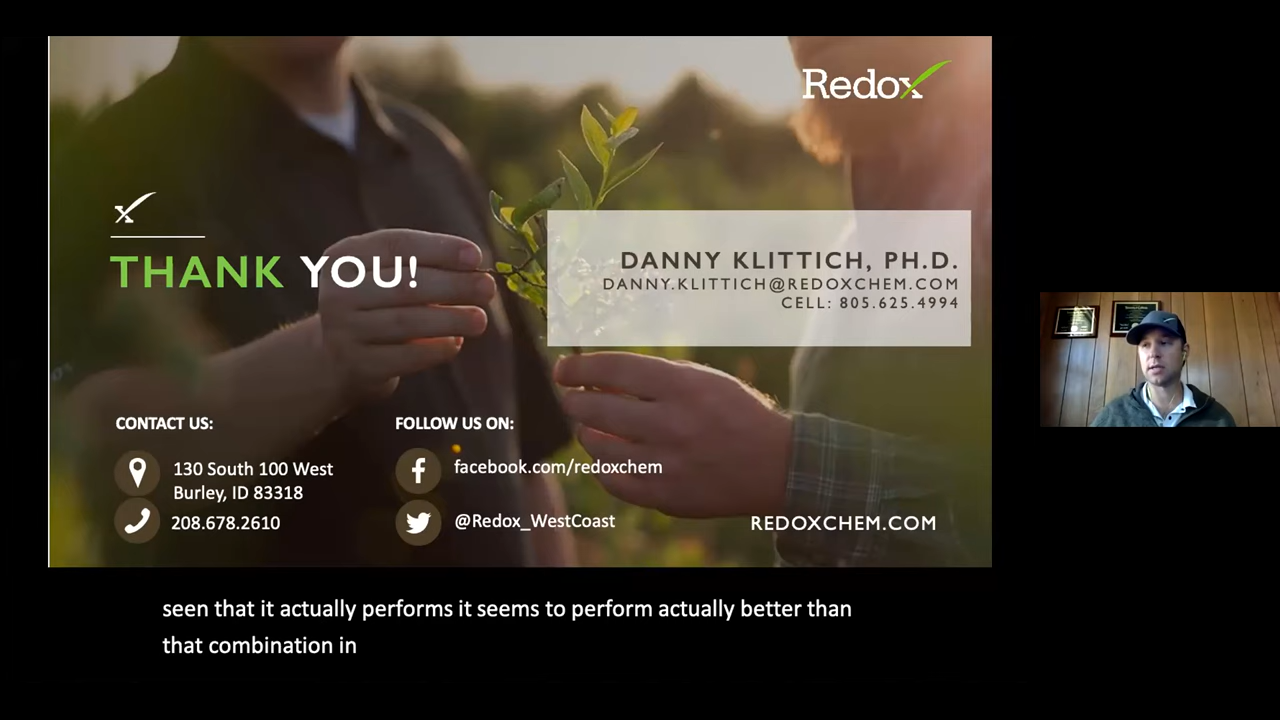 Redox
THANK YOU!
DANNY KLITTICH, PH.D.
DANNY.KLITTICH@REDOXCHEM.COM
CELL: 805.625.4994
CONTACT US:
130 South 100 West
Burley, ID 83318
208.678.2610
FOLLOW US ON:
facebook.com/redoxchem
@Redox_WestCoast
REDOXCHEM.COM
seen that it actually performs it seems to perform actually better than
that combination in